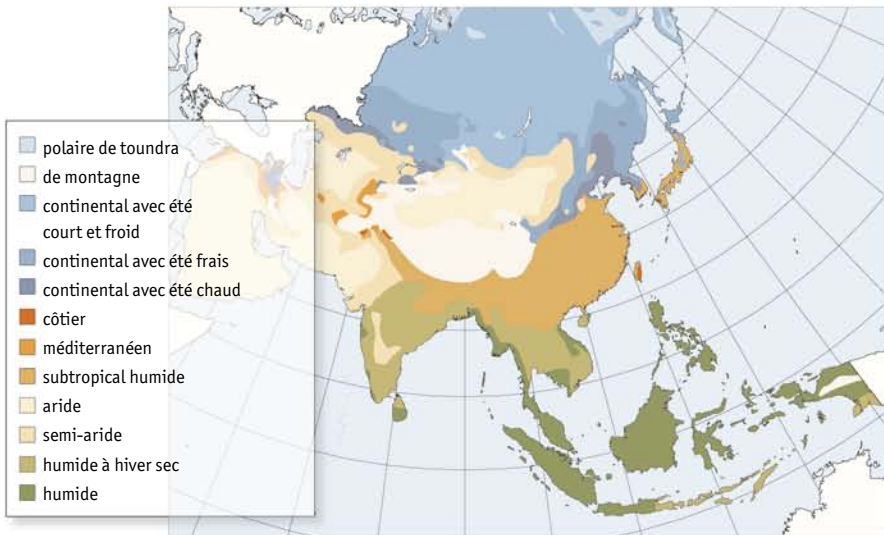 polaire de toundra
de montagne
continental avec été
court et froid
continental avec été frais
continental avec été chaud
côtier
méditerranéen
subtropical humide
aride
semi-aride
humide à hiver sec
humide